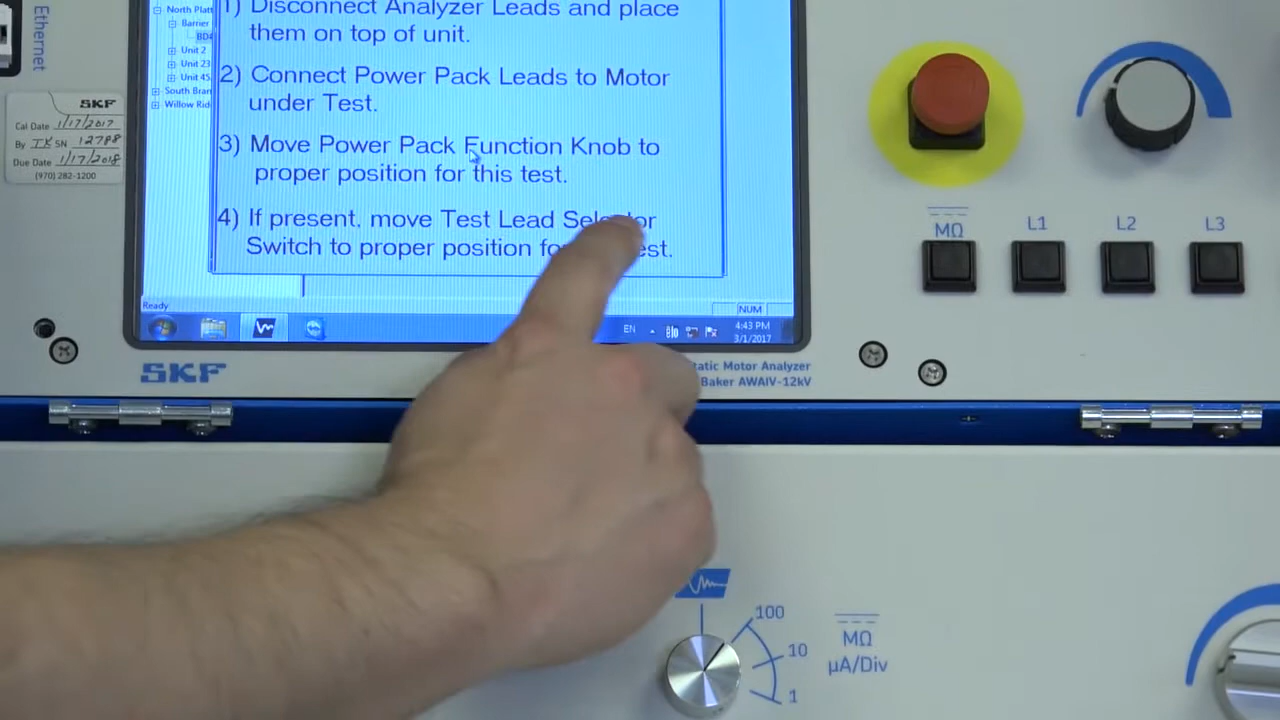 Ethernet
North Platt
Barrier
Unit 2
Unit 23
Unit 45
South Bran
Willow Rid
1) Disconnect Analyzer Leads and place
them on top of unit.
2) Connect Power Pack Leads to Motor
under Test.
3) Move Power Pack Function Knob to
proper position for this test.
4) If present, move Test Lead Selector
Switch to proper position fo est.
Ready
NUM
EN
4:43 PM
3/1/2017
SKF
Cal Date 1/17/2017
By IK SN 12788
Due Date 1/17/2018
(970) 282-1200
SKF
tatic Motor Analyzer
Baker AWAIV-12kV
MΩ
L1
L2
L3
100
10
1
MΩ
µA/Div